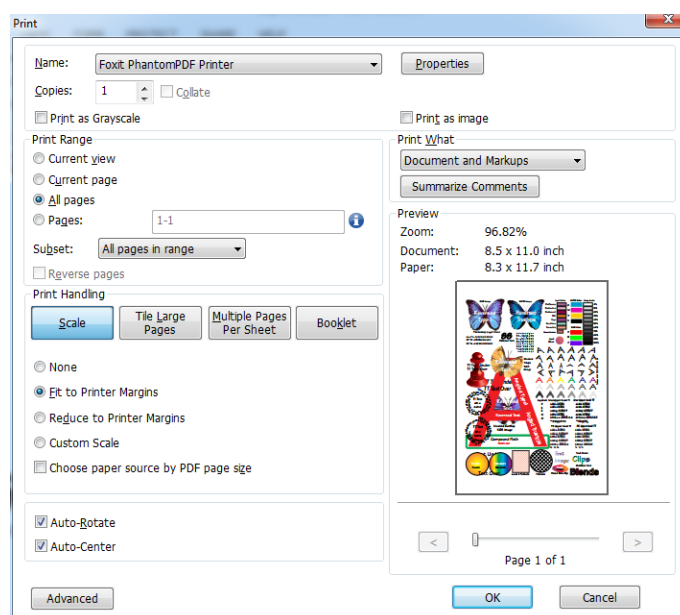 Print
Name: Foxit PhantomPDF Printer Properties
Copies: 1 Collate
Print as Grayscale Print as image
Print Range
Current view
Current page
All pages
Pages: 1-1
Subset: All pages in range
Reverse pages
Print What
Document and Markups
Summarize Comments
Print Handling
Scale
Tile Large
Pages
Multiple Pages
Per Sheet
Booklet
None
Fit to Printer Margins
Reduce to Printer Margins
Custom Scale
Choose paper source by PDF page size
Auto-Rotate
Auto-Center
Preview
Zoom: 96.82%
Document: 8.5 x 11.0 inch
Paper: 8.3 x 11.7 inch
Clips
Blends
< >
Page 1 of 1
Advanced OK Cancel